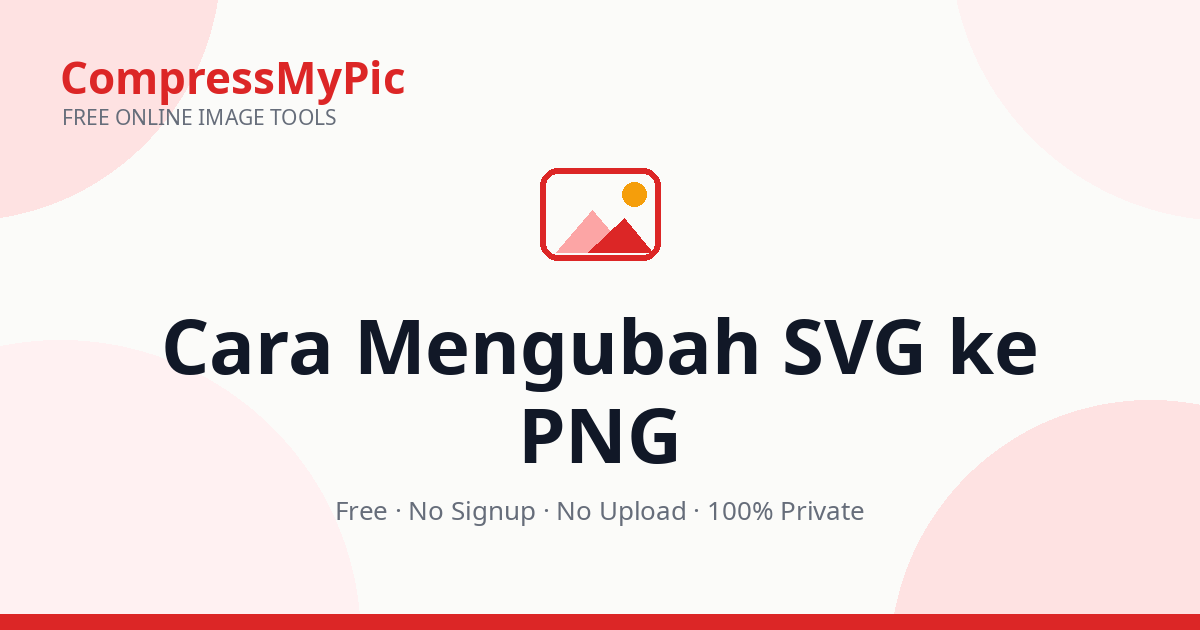 CompressMyPic
FREE ONLINE IMAGE TOOLS
Cara Mengubah SVG ke
PNG
Free · No Signup · No Upload · 100% Private